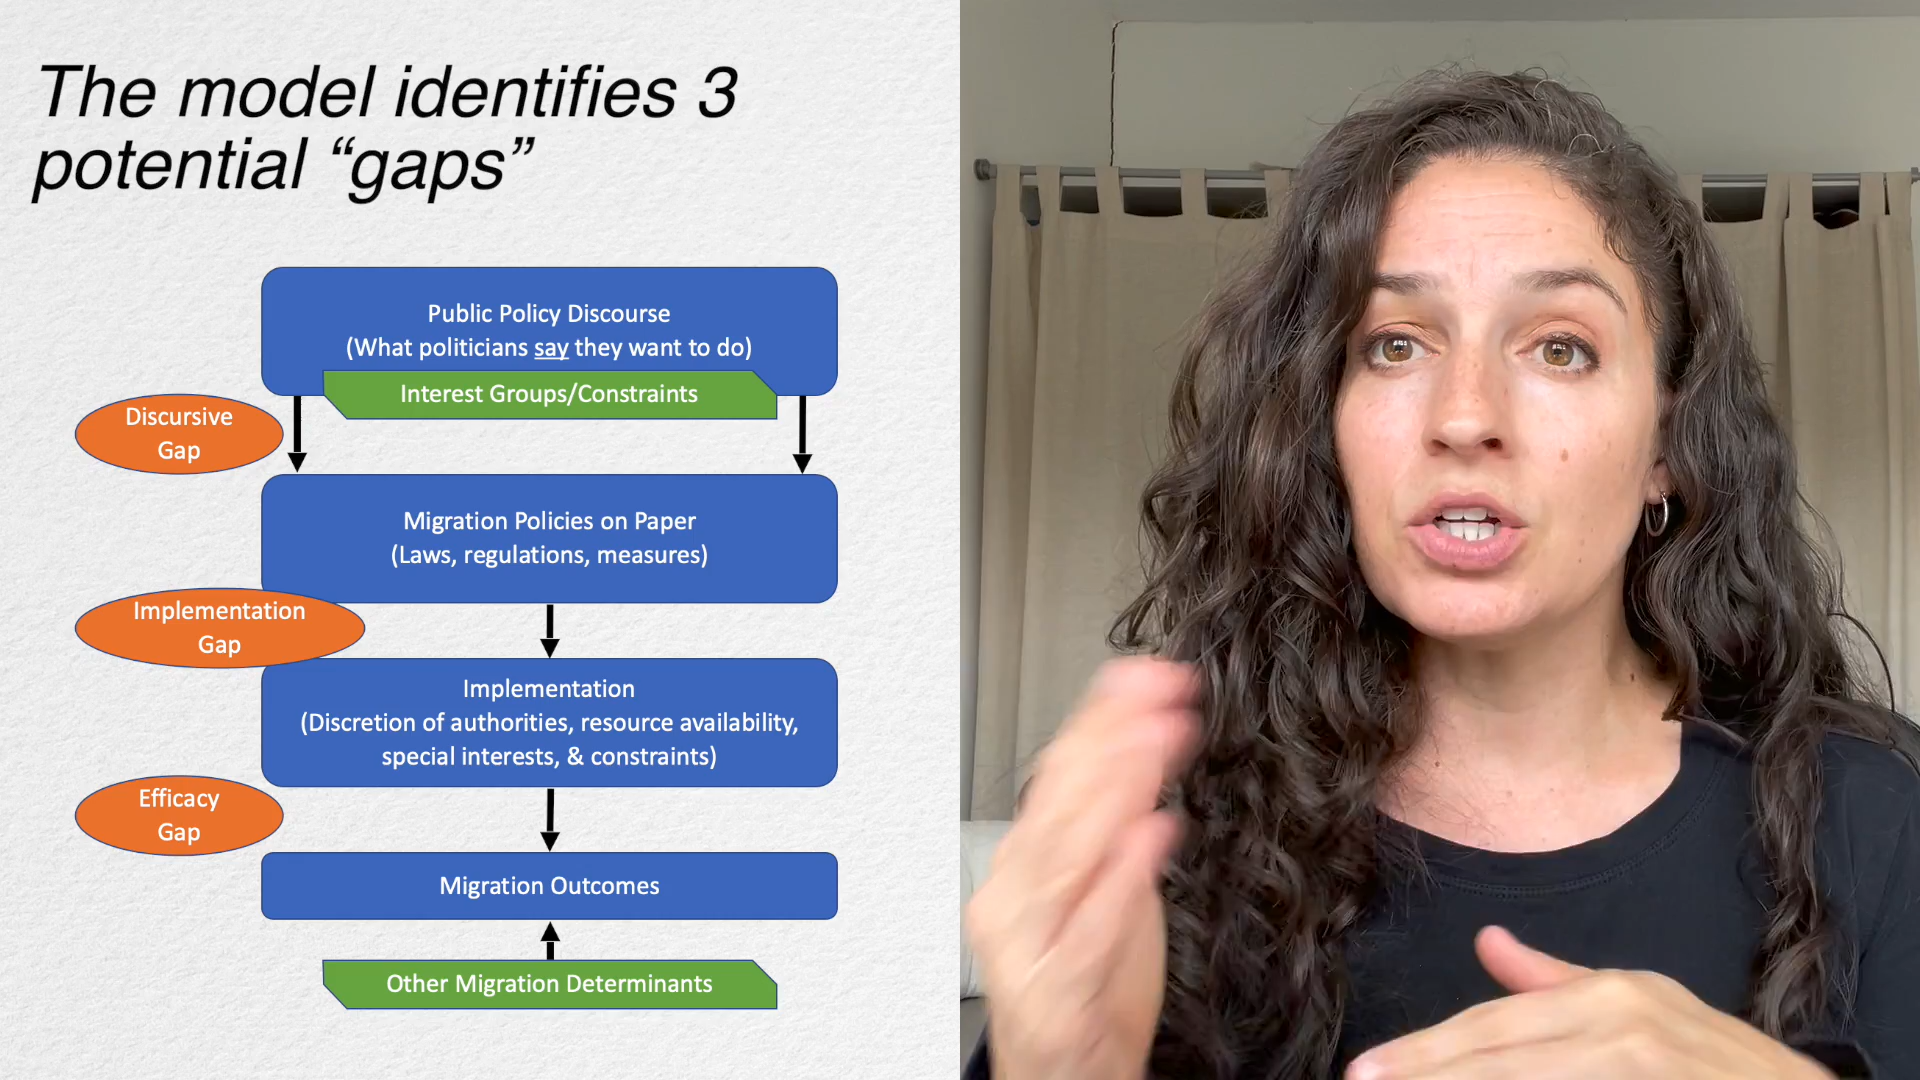 The model identifies 3
potential “gaps”
Public Policy Discourse
(What politicians say they want to do)
Interest Groups/Constraints
Discursive
Gap
Migration Policies on Paper
(Laws, regulations, measures)
Implementation
Gap
Implementation
(Discretion of authorities, resource availability,
special interests, & constraints)
Efficacy
Gap
Migration Outcomes
Other Migration Determinants